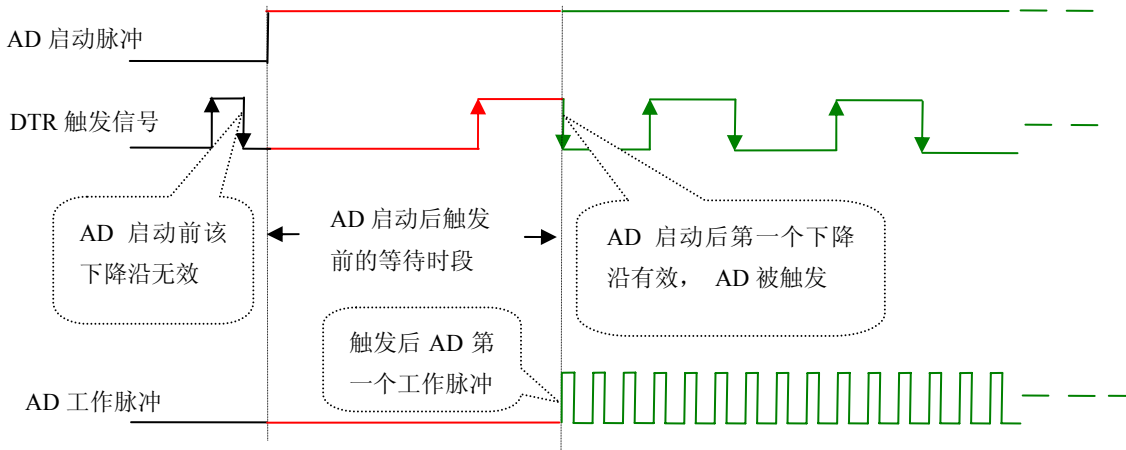 AD 启动脉冲
DTR 触发信号
AD 启动前该
下降沿无效
AD 启动后触发
前的等待时段
AD 启动后第一个下降
沿有效， AD 被触发
触发后 AD 第
一个工作脉冲
AD 工作脉冲